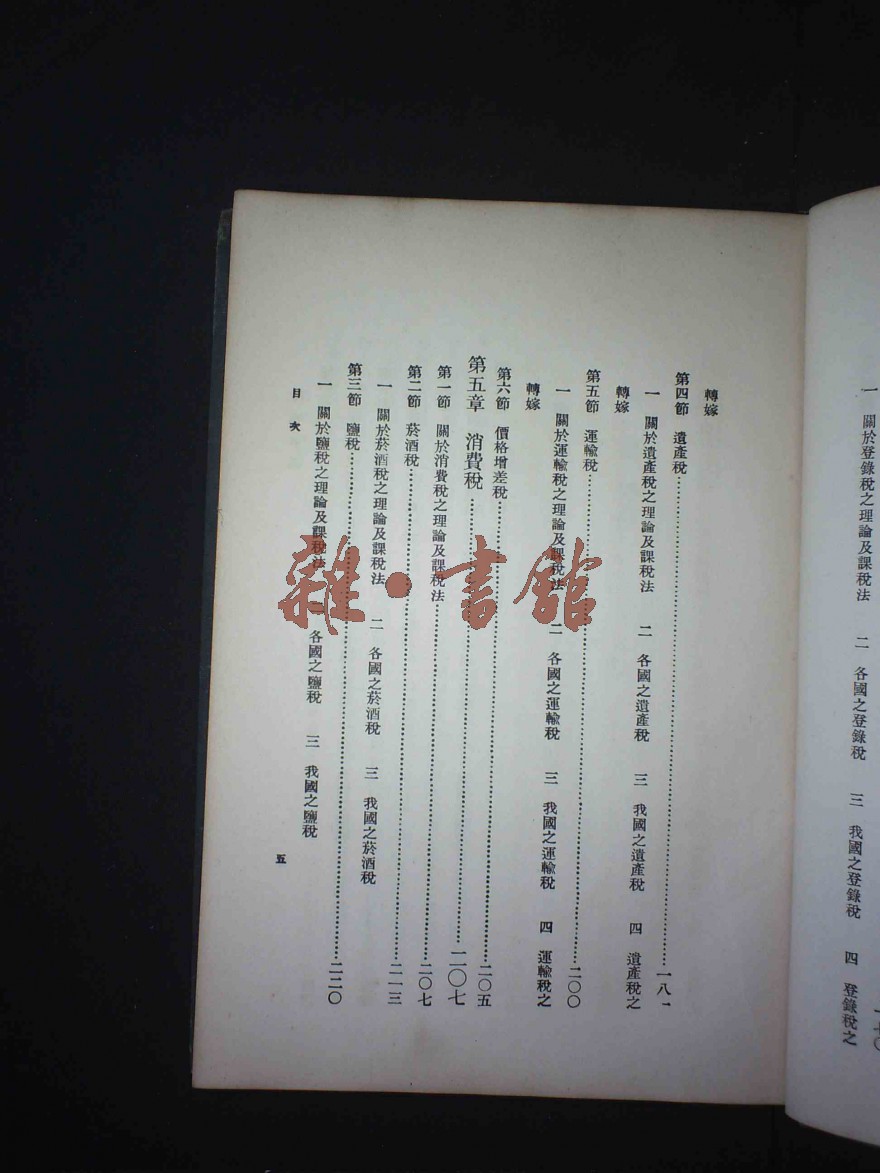 一 關於登錄稅之理論及課稅法 二 各國之登錄稅 三 我國之登錄稅 四 登錄稅之
轉嫁
第四節 遺產稅……一八一
一 關於遺產稅之理論及課稅法 二 各國之遺產稅 三 我國之遺產稅 四 遺產稅之
轉嫁
第五節 運輸稅……二〇〇
一 關於運輸稅之理論及課稅法 二 各國之運輸稅 三 我國之運輸稅 四 運輸稅之
轉嫁
第六節 價格增差稅……二〇五
第五章 消費稅……二〇七
第一節 關於消費稅之理論及課稅法……二〇七
第二節 菸酒稅……二一三
一 關於菸酒稅之理論及課稅法 二 各國之菸酒稅 三 我國之菸酒稅
第三節 鹽稅……二二〇
一 關於鹽稅之理論及課稅法 二 各國之鹽稅 三 我國之鹽稅
目次 五
雜·書館